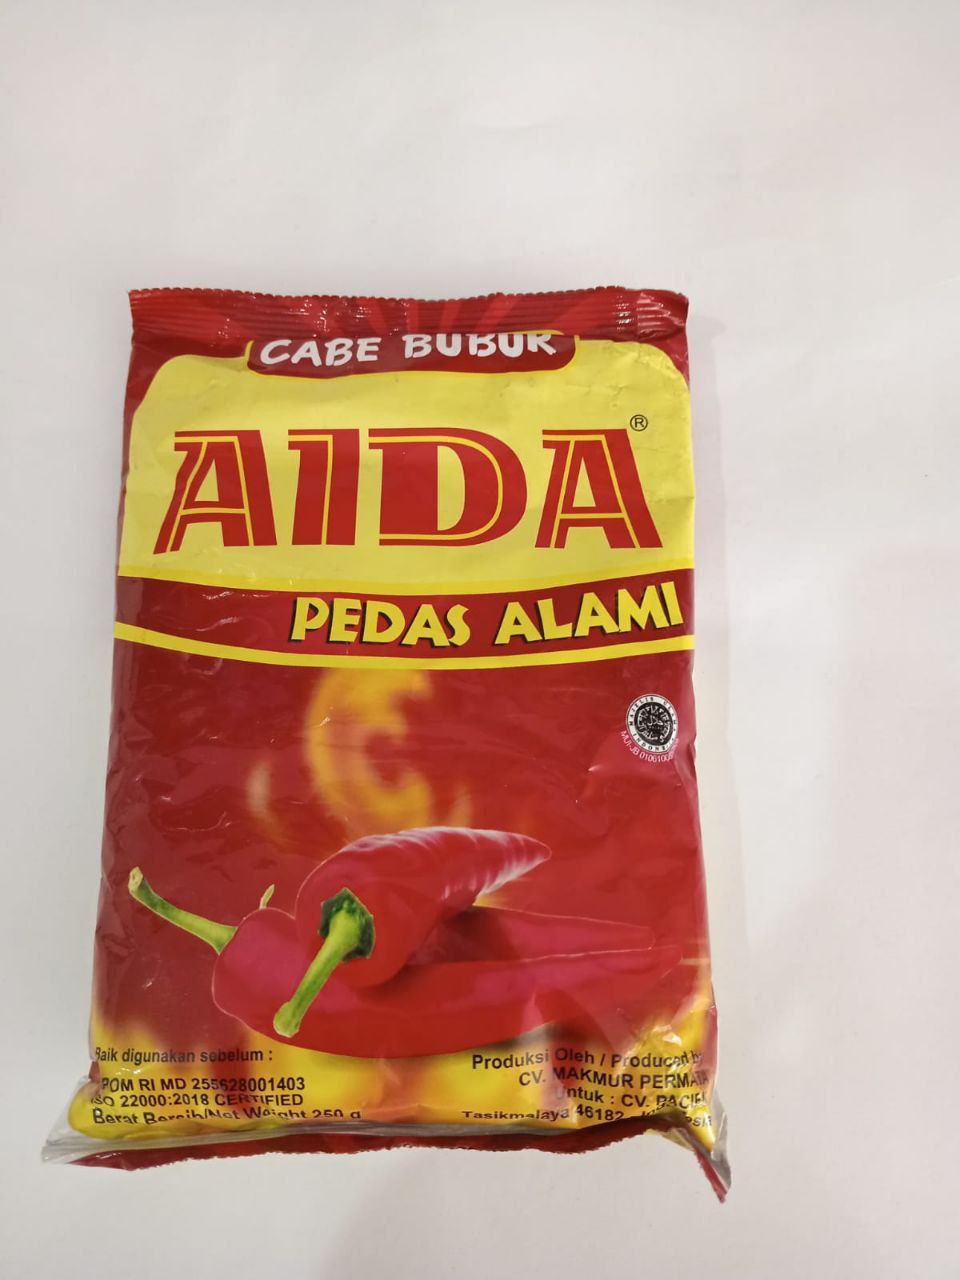 CABE BUBUR
AIDA®
PEDAS ALAMI
Baik digunakan sebelum :
POM RI MD 255628001403
ISO 22000:2018 CERTIFIED
Berat Bersih/Net Weight 250 g
Produksi Oleh / Produced by
CV. MAKMUR PERMATA
Untuk : CV.
Tasikmalaya 46182